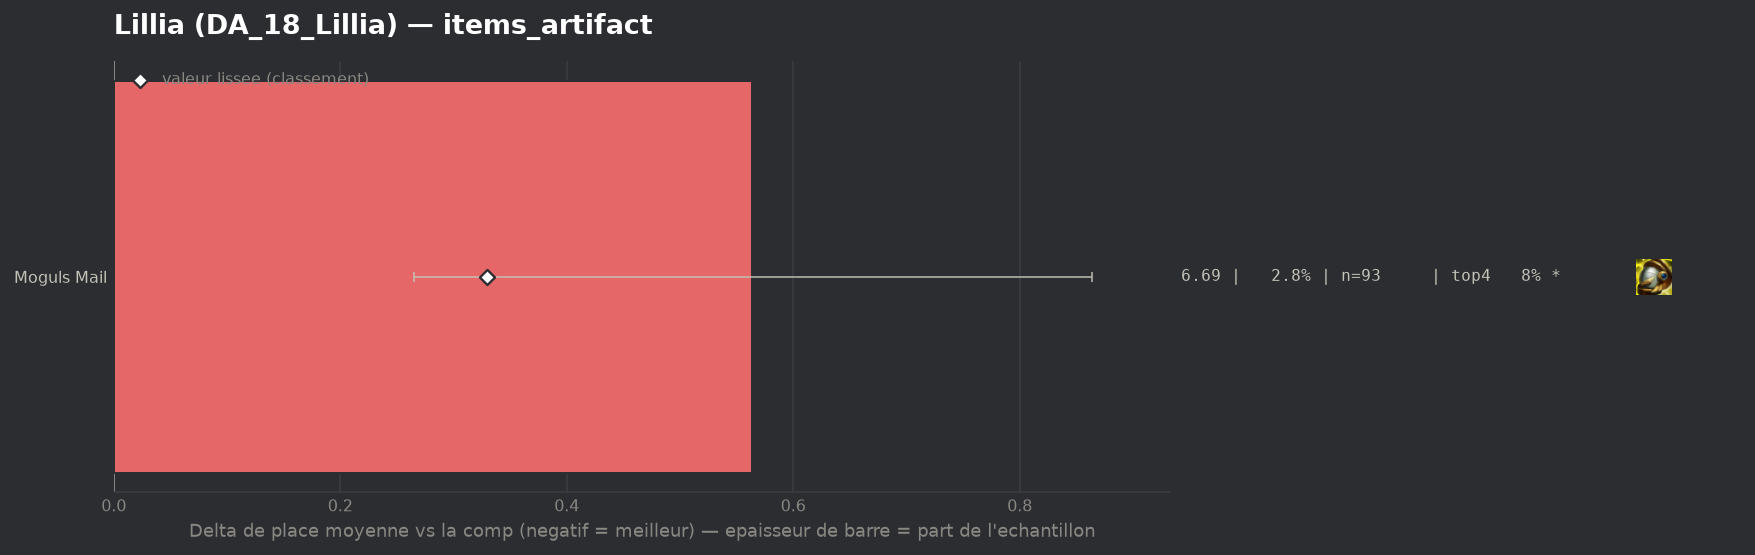 Lillia (DA_18_Lillia) — items_artifact
valeur lissee (classement)
Moguls Mail
6.69 | 2.8% | n=93 | top4 8% *
0.0 0.2 0.4 0.6 0.8
Delta de place moyenne vs la comp (negatif = meilleur) — epaisseur de barre = part de l'echantillon